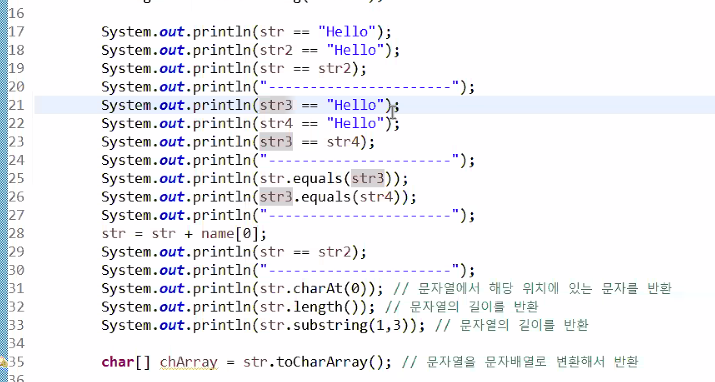 16
17 System.out.println(str == "Hello");
18 System.out.println(str2 == "Hello");
19 System.out.println(str == str2);
20 System.out.println("----------------------");
21 System.out.println(str3 == "Hello");
22 System.out.println(str4 == "Hello");
23 System.out.println(str3 == str4);
24 System.out.println("----------------------");
25 System.out.println(str.equals(str3));
26 System.out.println(str3.equals(str4));
27 System.out.println("----------------------");
28 str = str + name[0];
29 System.out.println(str == str2);
30 System.out.println("----------------------");
31 System.out.println(str.charAt(0)); // 문자열에서 해당 위치에 있는 문자를 반환
32 System.out.println(str.length()); // 문자열의 길이를 반환
33 System.out.println(str.substring(1,3)); // 문자열의 길이를 반환
34
35 char[] chArray = str.toCharArray(); // 문자열을 문자배열로 변환해서 반환
36